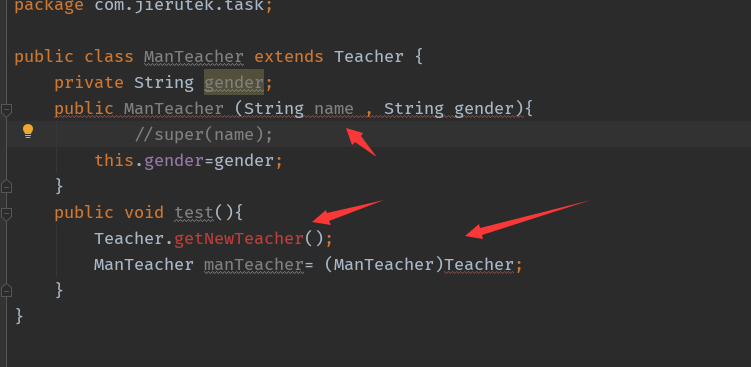 package com.jierutek.task;
public class ManTeacher extends Teacher {
private String gender;
public ManTeacher (String name , String gender){
//super(name);
this.gender=gender;
}
public void test(){
Teacher.getNewTeacher();
ManTeacher manTeacher= (ManTeacher)Teacher;
}
}